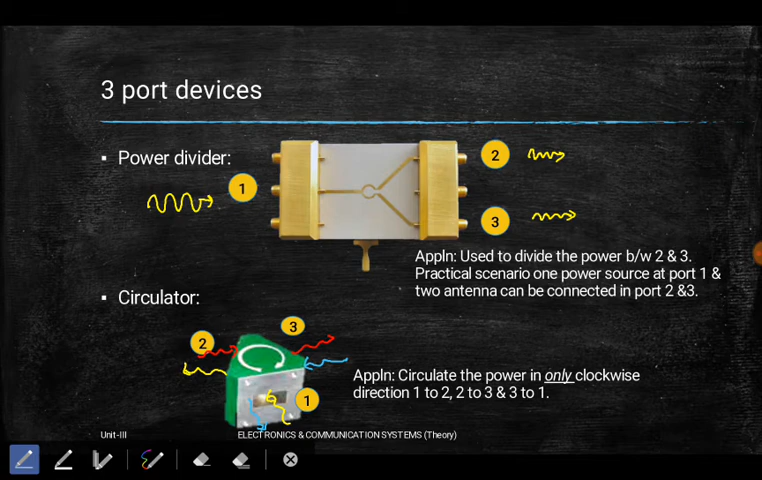 3 port devices
▪ Power divider:
1
2
3
Appln: Used to divide the power b/w 2 & 3.
Practical scenario one power source at port 1 &
two antenna can be connected in port 2 &3.
▪ Circulator:
2
3
1
Appln: Circulate the power in only clockwise
direction 1 to 2, 2 to 3 & 3 to 1.
Unit-III
ELECTRONICS & COMMUNICATION SYSTEMS (Theory)